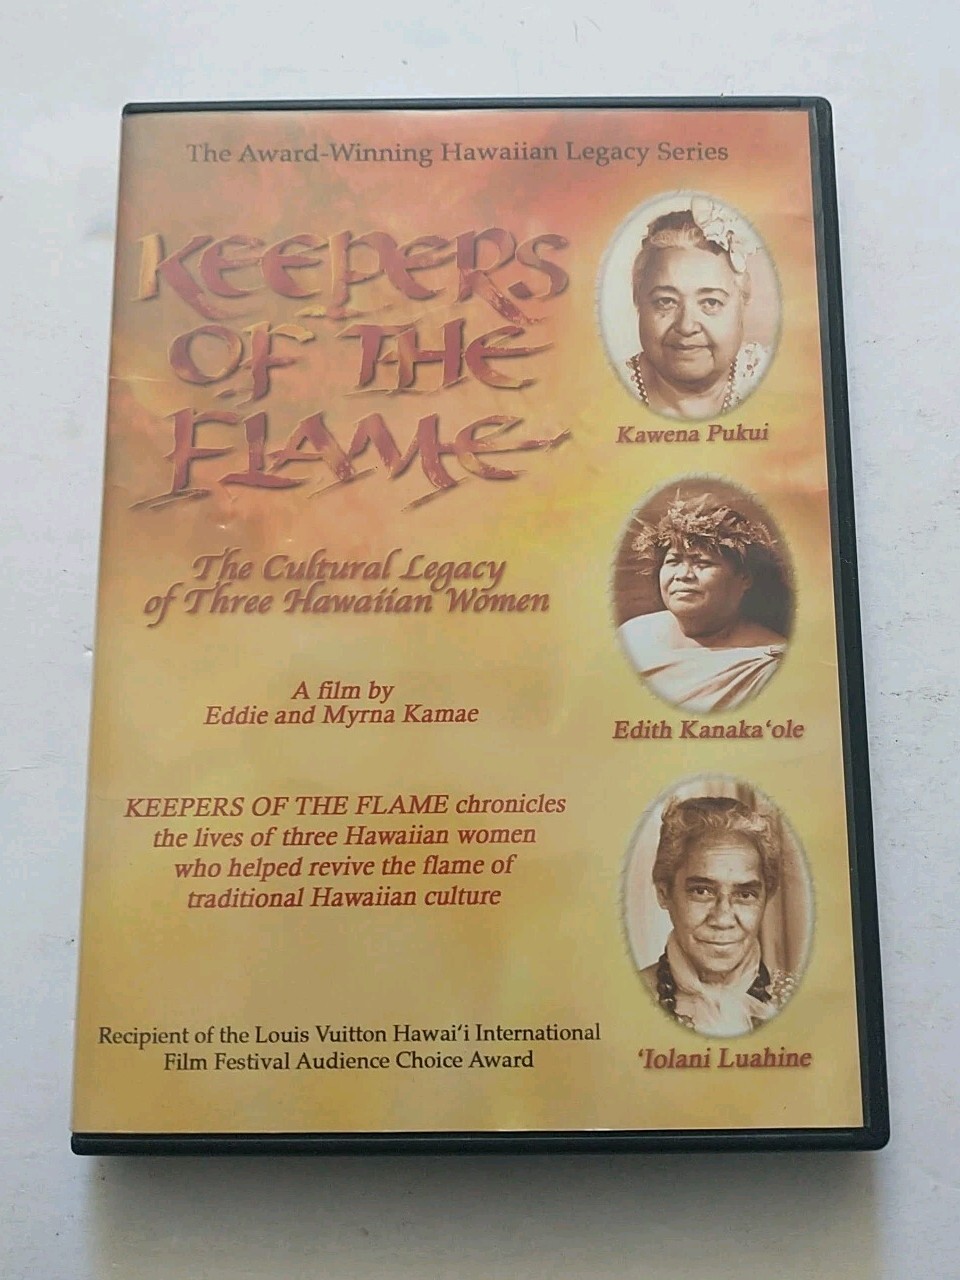 The Award-Winning Hawaiian Legacy Series
KEEPERS
OF THE
FLAME
Kawena Pukui
The Cultural Legacy
of Three Hawaiian Women
A film by
Eddie and Myrna Kamae
Edith Kanaka‘ole
KEEPERS OF THE FLAME chronicles
the lives of three Hawaiian women
who helped revive the flame of
traditional Hawaiian culture
Recipient of the Louis Vuitton Hawai‘i International
Film Festival Audience Choice Award
‘Iolani Luahine